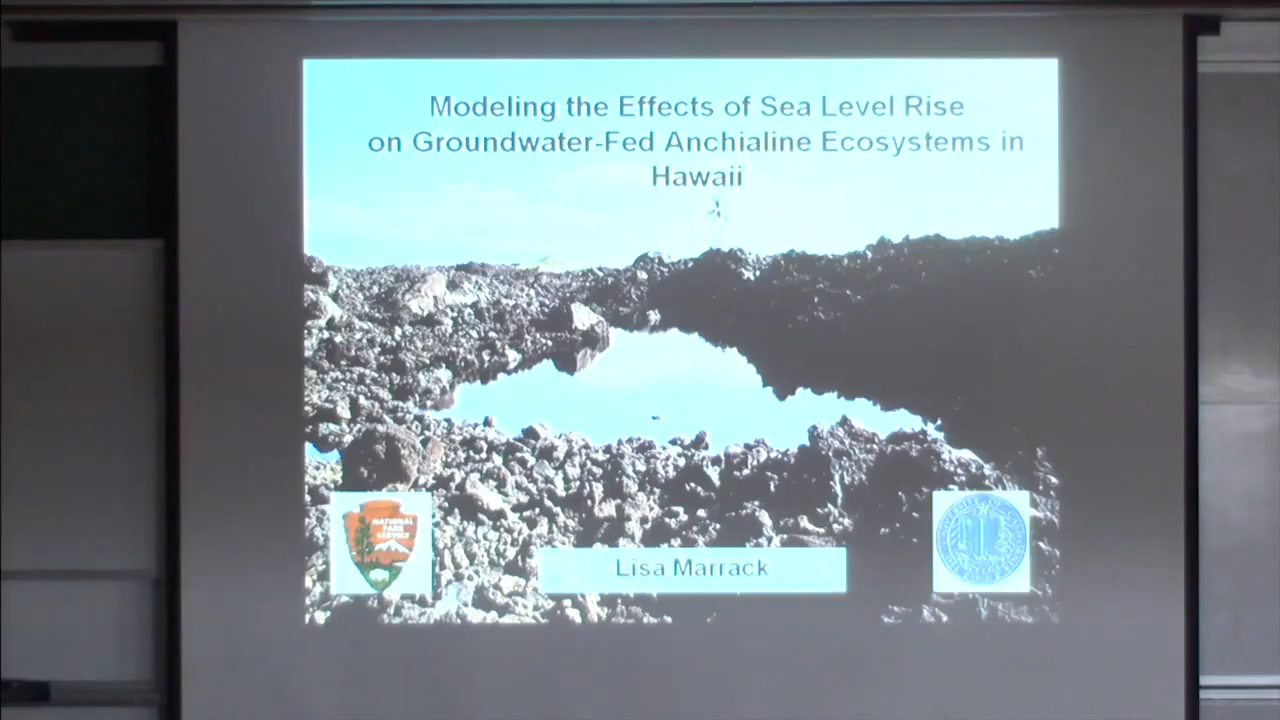 Modeling the Effects of Sea Level Rise
on Groundwater-Fed Anchialine Ecosystems in
Hawaii
NATIONAL
PARK
SERVICE
Lisa Marrack